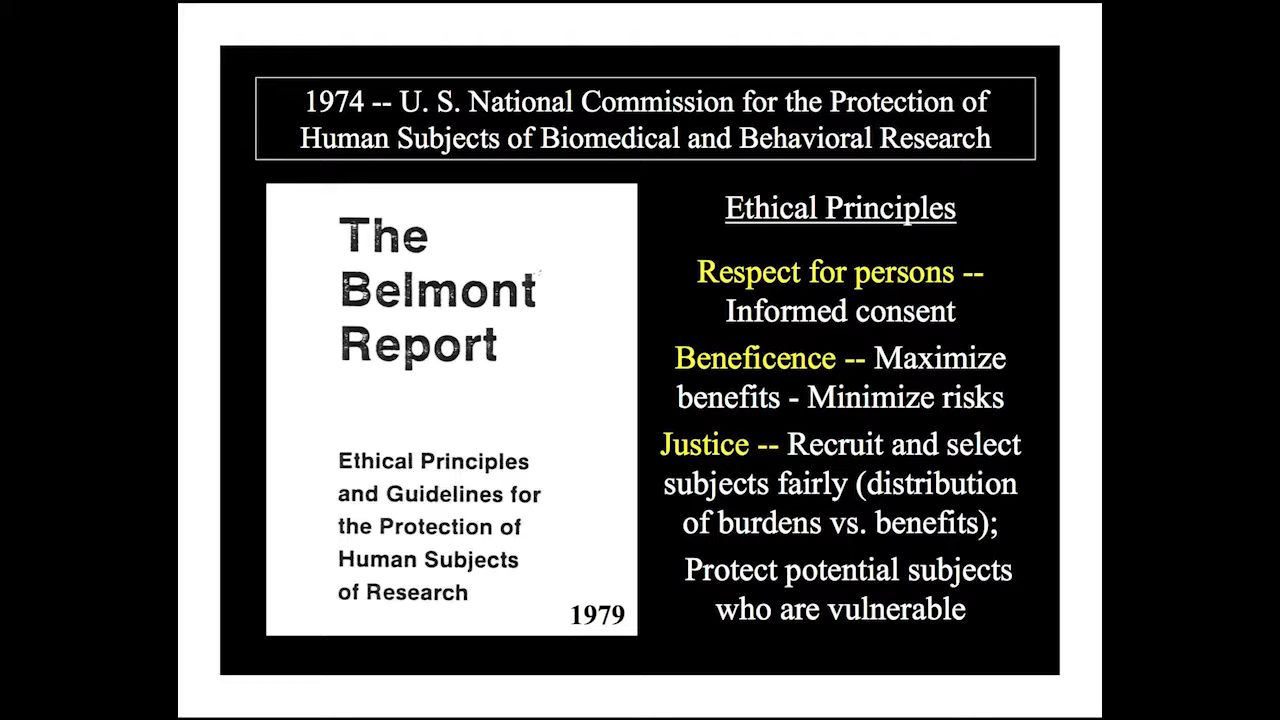 1974 -- U. S. National Commission for the Protection of
Human Subjects of Biomedical and Behavioral Research
The
Belmont
Report
Ethical Principles
and Guidelines for
the Protection of
Human Subjects
of Research
1979
Ethical Principles
Respect for persons --
Informed consent
Beneficence -- Maximize
benefits - Minimize risks
Justice -- Recruit and select
subjects fairly (distribution
of burdens vs. benefits);
Protect potential subjects
who are vulnerable